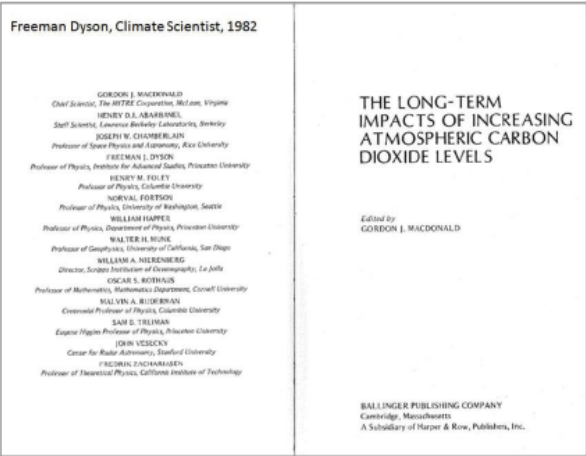 Freeman Dyson, Climate Scientist, 1982
GORDON J. MACDONALD
Chief Scientist, The MITRE Corporation, McLean, Virginia
HENRY D.I. ABARBANEL
Staff Scientist, Lawrence Berkeley Laboratories, Berkeley
JOSEPH W. CHAMBERLAIN
Professor of Space Physics and Astronomy, Rice University
FREEMAN J. DYSON
Professor of Physics, Institute for Advanced Studies, Princeton University
HENRY M. FOLEY
Professor of Physics, Columbia University
NORVAL FORTSON
Professor of Physics, University of Washington, Seattle
WILLIAM HAPPER
Professor of Physics, Department of Physics, Princeton University
WALTER H. MUNK
Professor of Geophysics, University of California, San Diego
WILLIAM A. NIERENBERG
Director, Scripps Institution of Oceanography, La Jolla
OSCAR S. ROTHAUS
Professor of Mathematics, Mathematics Department, Cornell University
MALVIN A. RUDERMAN
Centennial Professor of Physics, Columbia University
SAM B. TREIMAN
Eugene Higgins Professor of Physics, Princeton University
JOHN VESECKY
Center for Radar Astronomy, Stanford University
FREDRIK ZACHARIASEN
Professor of Theoretical Physics, California Institute of Technology
THE LONG-TERM
IMPACTS OF INCREASING
ATMOSPHERIC CARBON
DIOXIDE LEVELS
Edited by
GORDON J. MACDONALD
BALLINGER PUBLISHING COMPANY
Cambridge, Massachusetts
A Subsidiary of Harper & Row, Publishers, Inc.